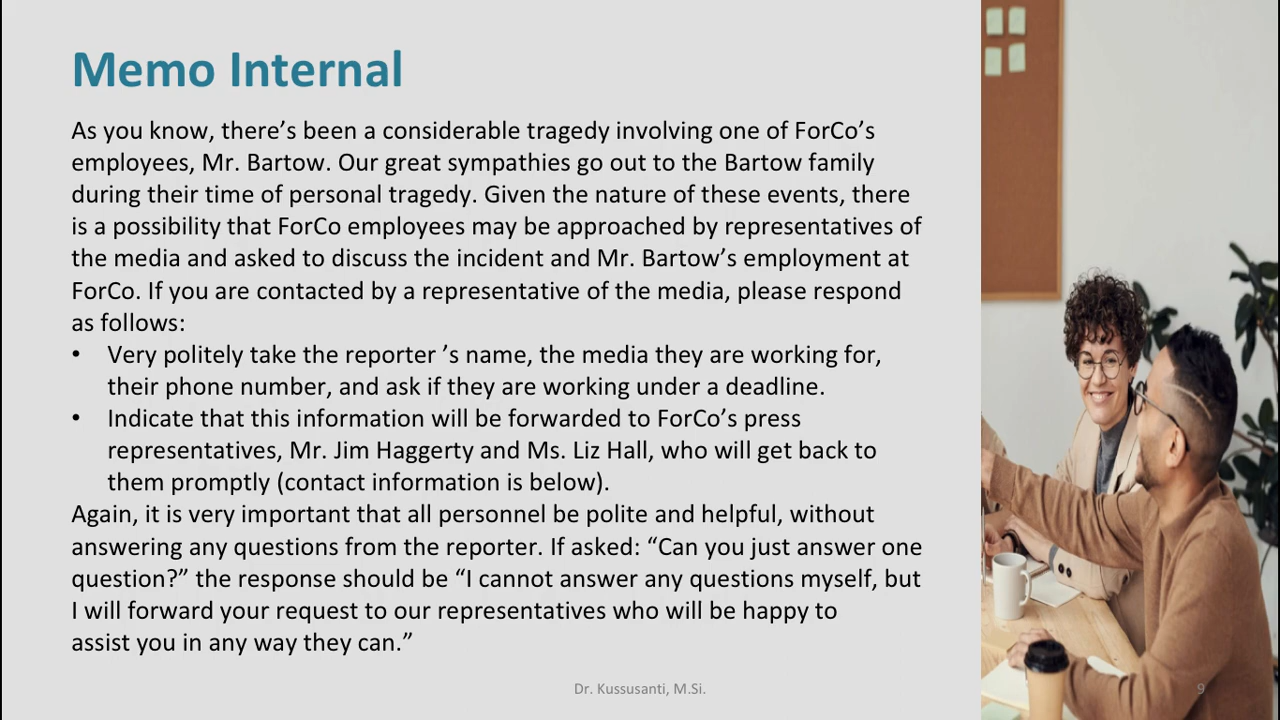 Memo Internal
As you know, there’s been a considerable tragedy involving one of ForCo’s
employees, Mr. Bartow. Our great sympathies go out to the Bartow family
during their time of personal tragedy. Given the nature of these events, there
is a possibility that ForCo employees may be approached by representatives of
the media and asked to discuss the incident and Mr. Bartow’s employment at
ForCo. If you are contacted by a representative of the media, please respond
as follows:
• Very politely take the reporter ’s name, the media they are working for,
their phone number, and ask if they are working under a deadline.
• Indicate that this information will be forwarded to ForCo’s press
representatives, Mr. Jim Haggerty and Ms. Liz Hall, who will get back to
them promptly (contact information is below).
Again, it is very important that all personnel be polite and helpful, without
answering any questions from the reporter. If asked: “Can you just answer one
question?” the response should be “I cannot answer any questions myself, but
I will forward your request to our representatives who will be happy to
assist you in any way they can.”
Dr. Kussusanti, M.Si.
9